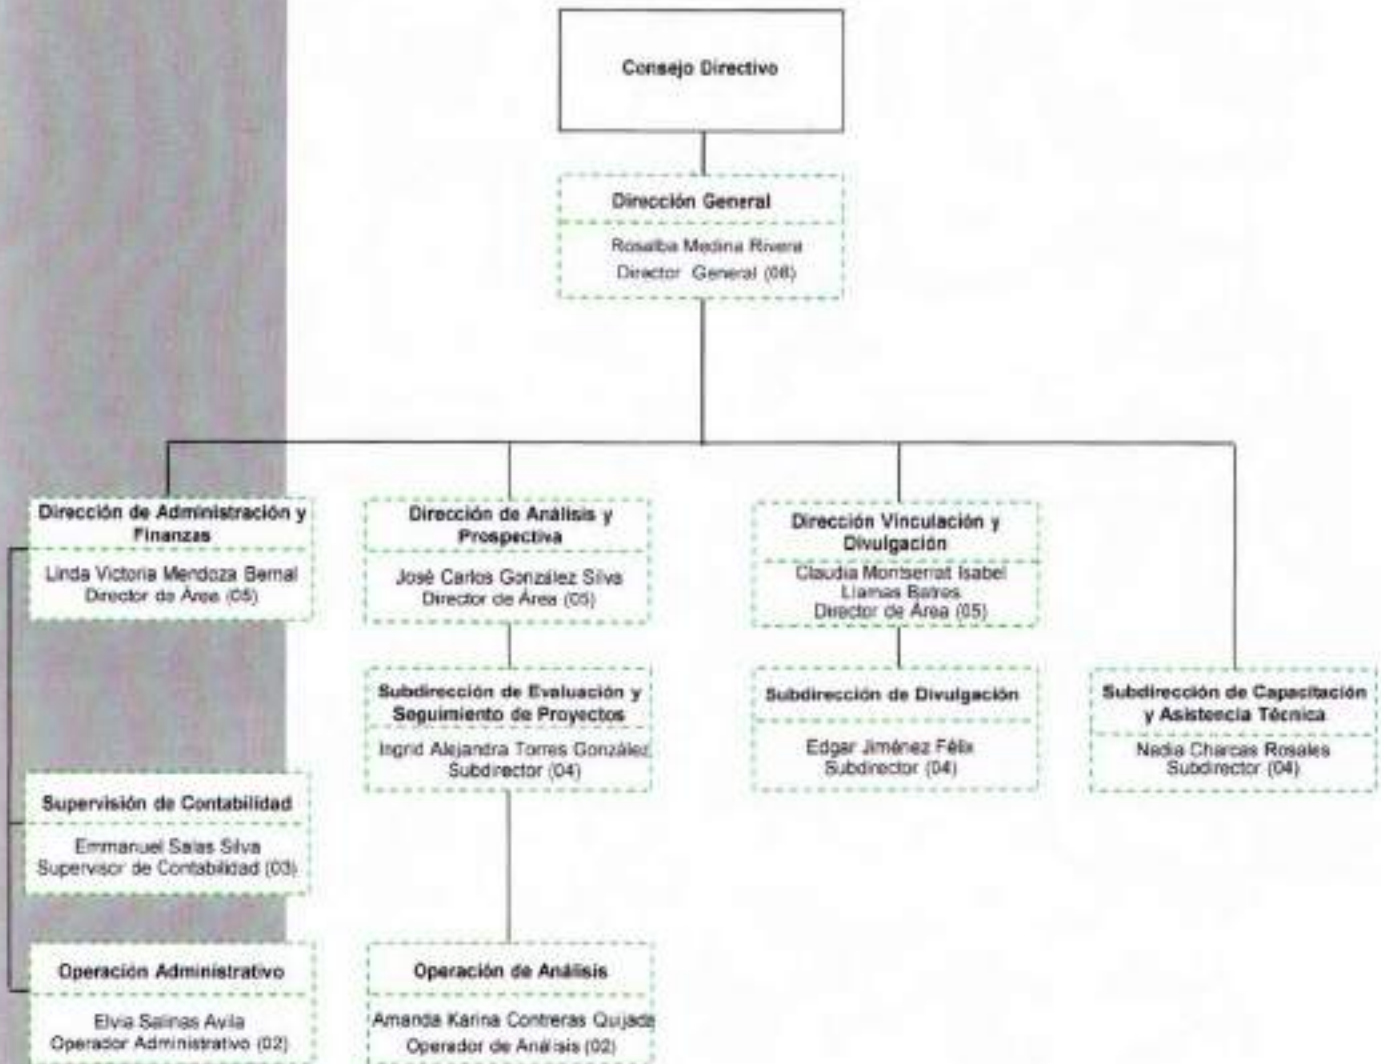 Consejo Directivo
Dirección General
Rosalba Medina Rivera
Director General (08)
Dirección de Administración y
Finanzas
Linda Victoria Mendoza Bernal
Director de Área (05)
Dirección de Análisis y
Prospectiva
José Carlos González Silva
Director de Área (05)
Dirección Vinculación y
Divulgación
Claudia Montserrat Isabel
Llamas Batres
Director de Área (05)
Subdirección de Evaluación y
Seguimiento de Proyectos
Ingrid Alejandra Torres González
Subdirector (04)
Subdirección de Divulgación
Edgar Jiménez Félix
Subdirector (04)
Subdirección de Capacitación
y Asistencia Técnica
Nadia Charcas Rosales
Subdirector (04)
Supervisión de Contabilidad
Emmanuel Salas Silva
Supervisor de Contabilidad (03)
Operación Administrativo
Elvia Salinas Avila
Operador Administrativo (02)
Operación de Análisis
Amanda Karina Contreras Quijada
Operador de Análisis (02)